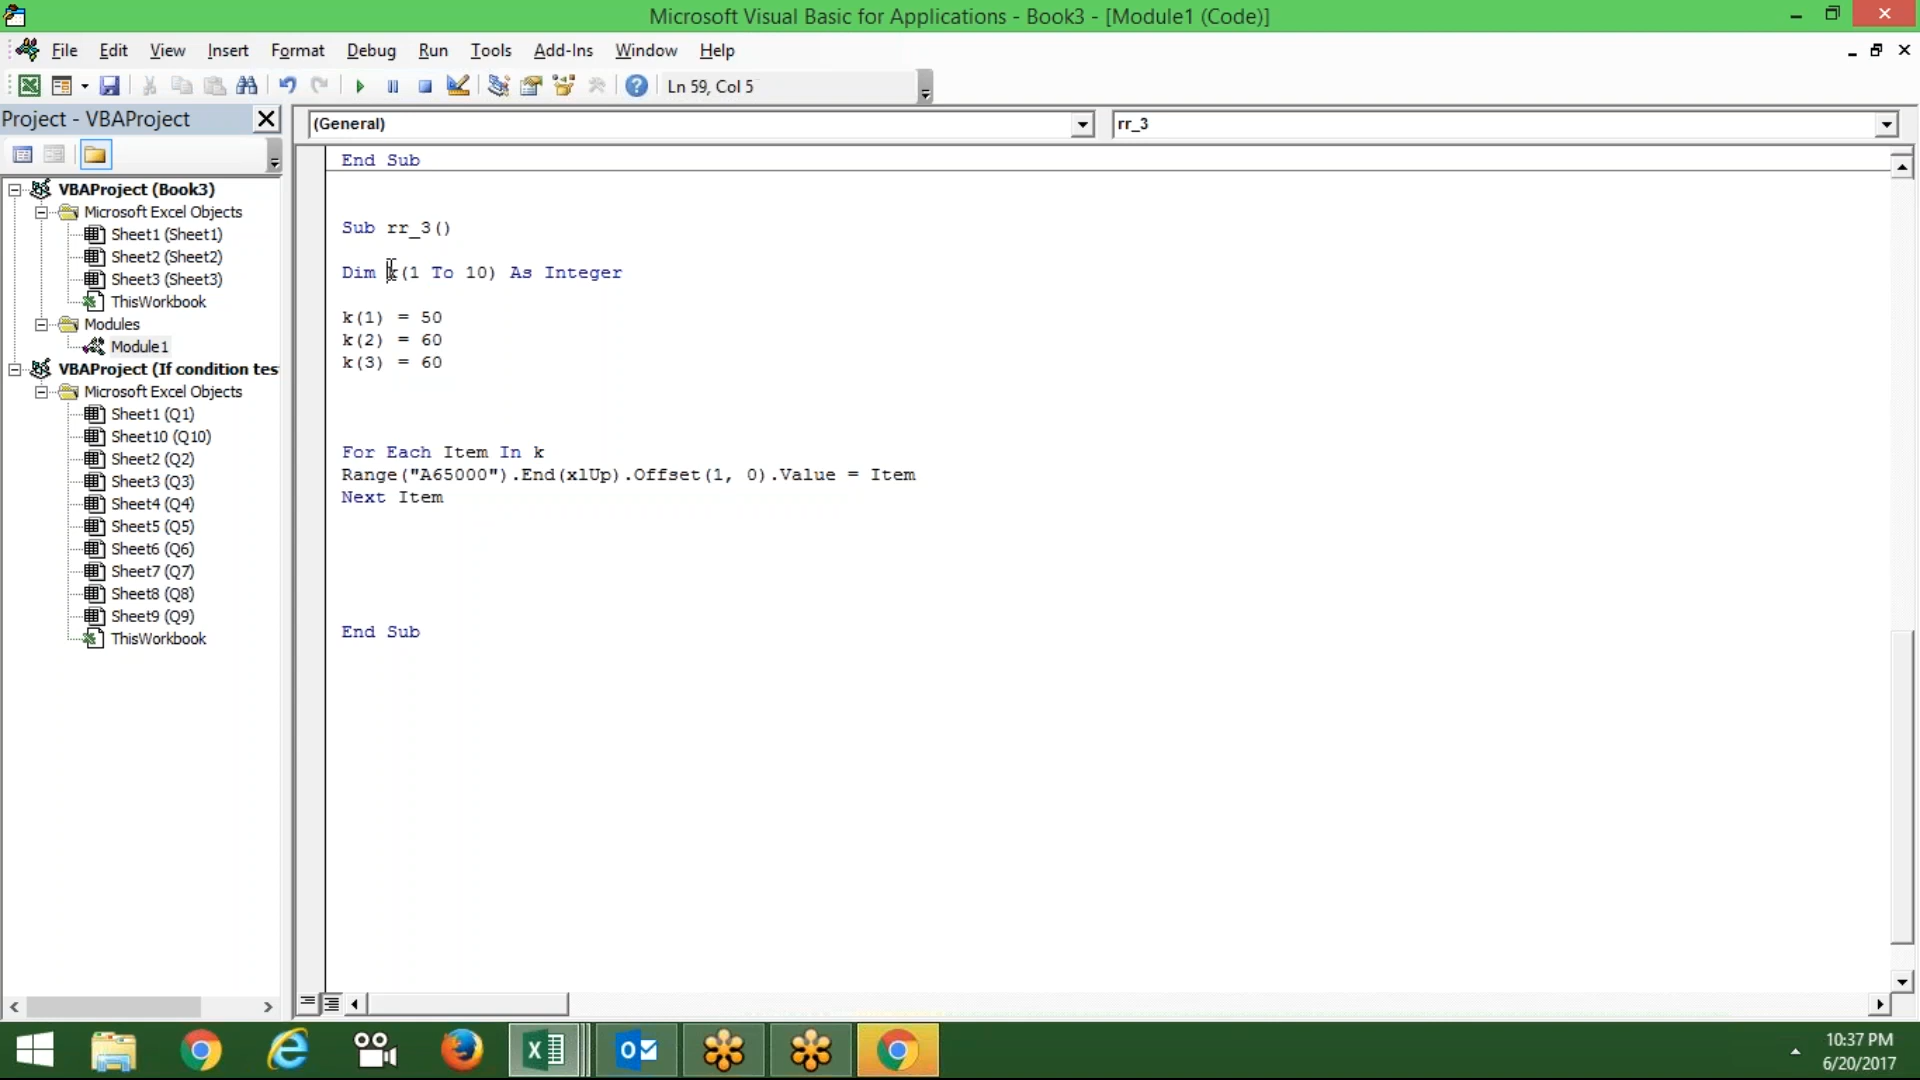 Microsoft Visual Basic for Applications - Book3 - [Module1 (Code)]
File Edit View Insert Format Debug Run Tools Add-Ins Window Help
Ln 59, Col 5
Project - VBAProject
(General)
rr_3
VBAProject (Book3)
Microsoft Excel Objects
Sheet1 (Sheet1)
Sheet2 (Sheet2)
Sheet3 (Sheet3)
ThisWorkbook
Modules
Module1
VBAProject (If condition tes
Microsoft Excel Objects
Sheet1 (Q1)
Sheet10 (Q10)
Sheet2 (Q2)
Sheet3 (Q3)
Sheet4 (Q4)
Sheet5 (Q5)
Sheet6 (Q6)
Sheet7 (Q7)
Sheet8 (Q8)
Sheet9 (Q9)
ThisWorkbook
End Sub
Sub rr_3()
Dim k(1 To 10) As Integer
k(1) = 50
k(2) = 60
k(3) = 60
For Each Item In k
Range("A65000").End(xlUp).Offset(1, 0).Value = Item
Next Item
End Sub
10:37 PM
6/20/2017